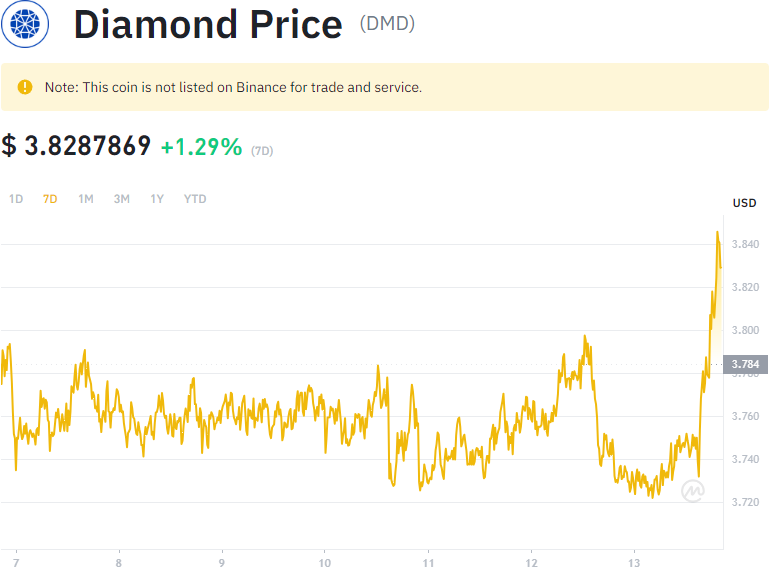 Diamond Price (DMD)
Note: This coin is not listed on Binance for trade and service.
$ 3.8287869 +1.29% (7D)
1D 7D 1M 3M 1Y YTD
USD
3.840
3.820
3.800
3.784
3.780
3.760
3.740
3.720
7 8 9 10 11 12 13